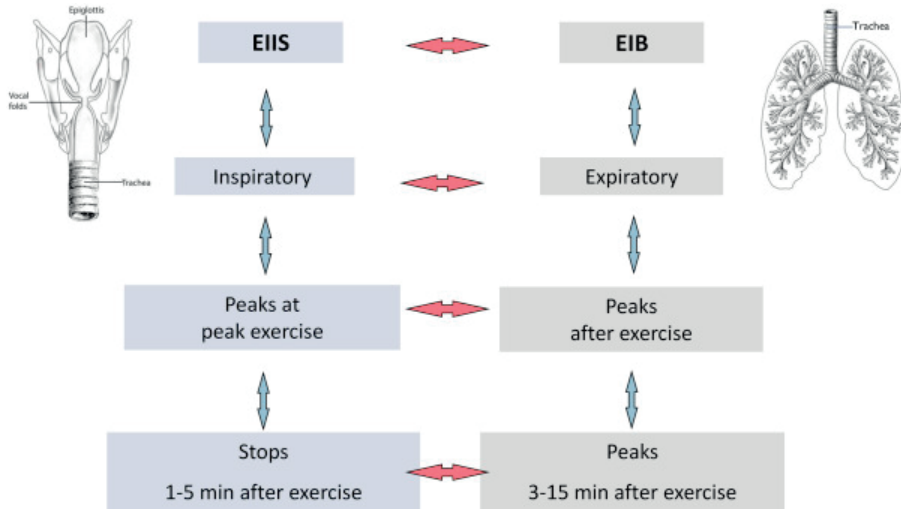 Epiglottis
EIIS
EIB
Trachea
Vocal
folds
Inspiratory
Expiratory
Trachea
Peaks at
peak exercise
Peaks
after exercise
Stops
1-5 min after exercise
Peaks
3-15 min after exercise